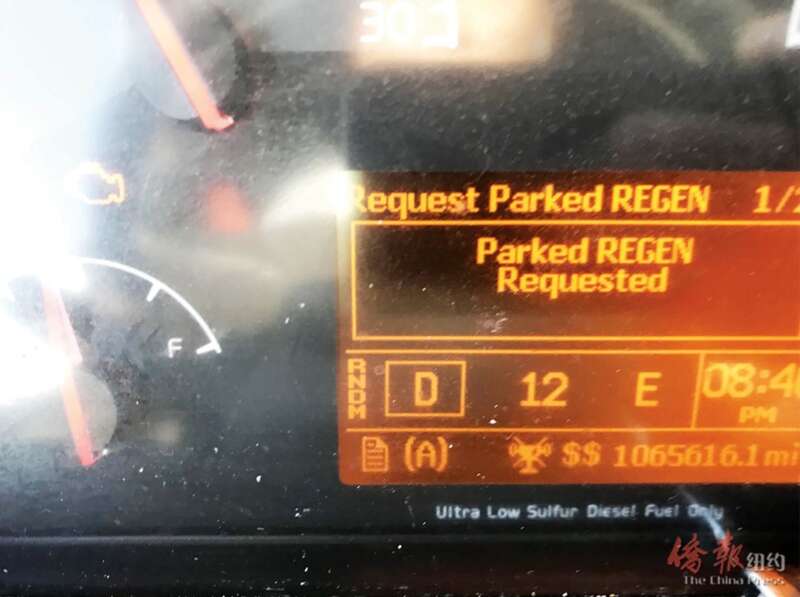 30.
Request Parked REGEN 1/2
Parked REGEN
Requested
F
RNDM D 12 E 08:4
PM
(A) $$ 1065616.1 mi
Ultra Low Sulfur Diesel Fuel Only
僑報纽约
The China Press